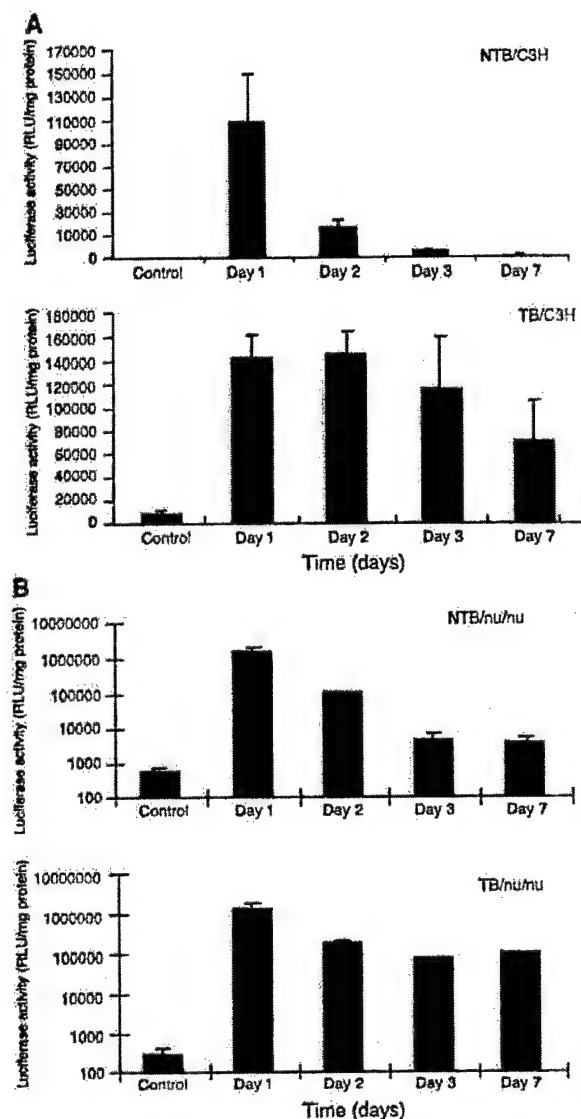 A
NTB/C3H
Luciferase activity (RLU/mg protein)
170000
150000
130000
110000
90000
70000
50000
30000
10000
0
Control Day 1 Day 2 Day 3 Day 7
TB/C3H
Luciferase activity (RLU/mg protein)
180000
160000
140000
120000
100000
80000
60000
40000
20000
0
Control Day 1 Day 2 Day 3 Day 7
Time (days)
B
NTB/nu/nu
Luciferase activity (RLU/mg protein)
10000000
1000000
100000
10000
1000
100
Control Day 1 Day 2 Day 3 Day 7
TB/nu/nu
Luciferase activity (RLU/mg protein)
10000000
1000000
100000
10000
1000
100
Control Day 1 Day 2 Day 3 Day 7
Time (days)